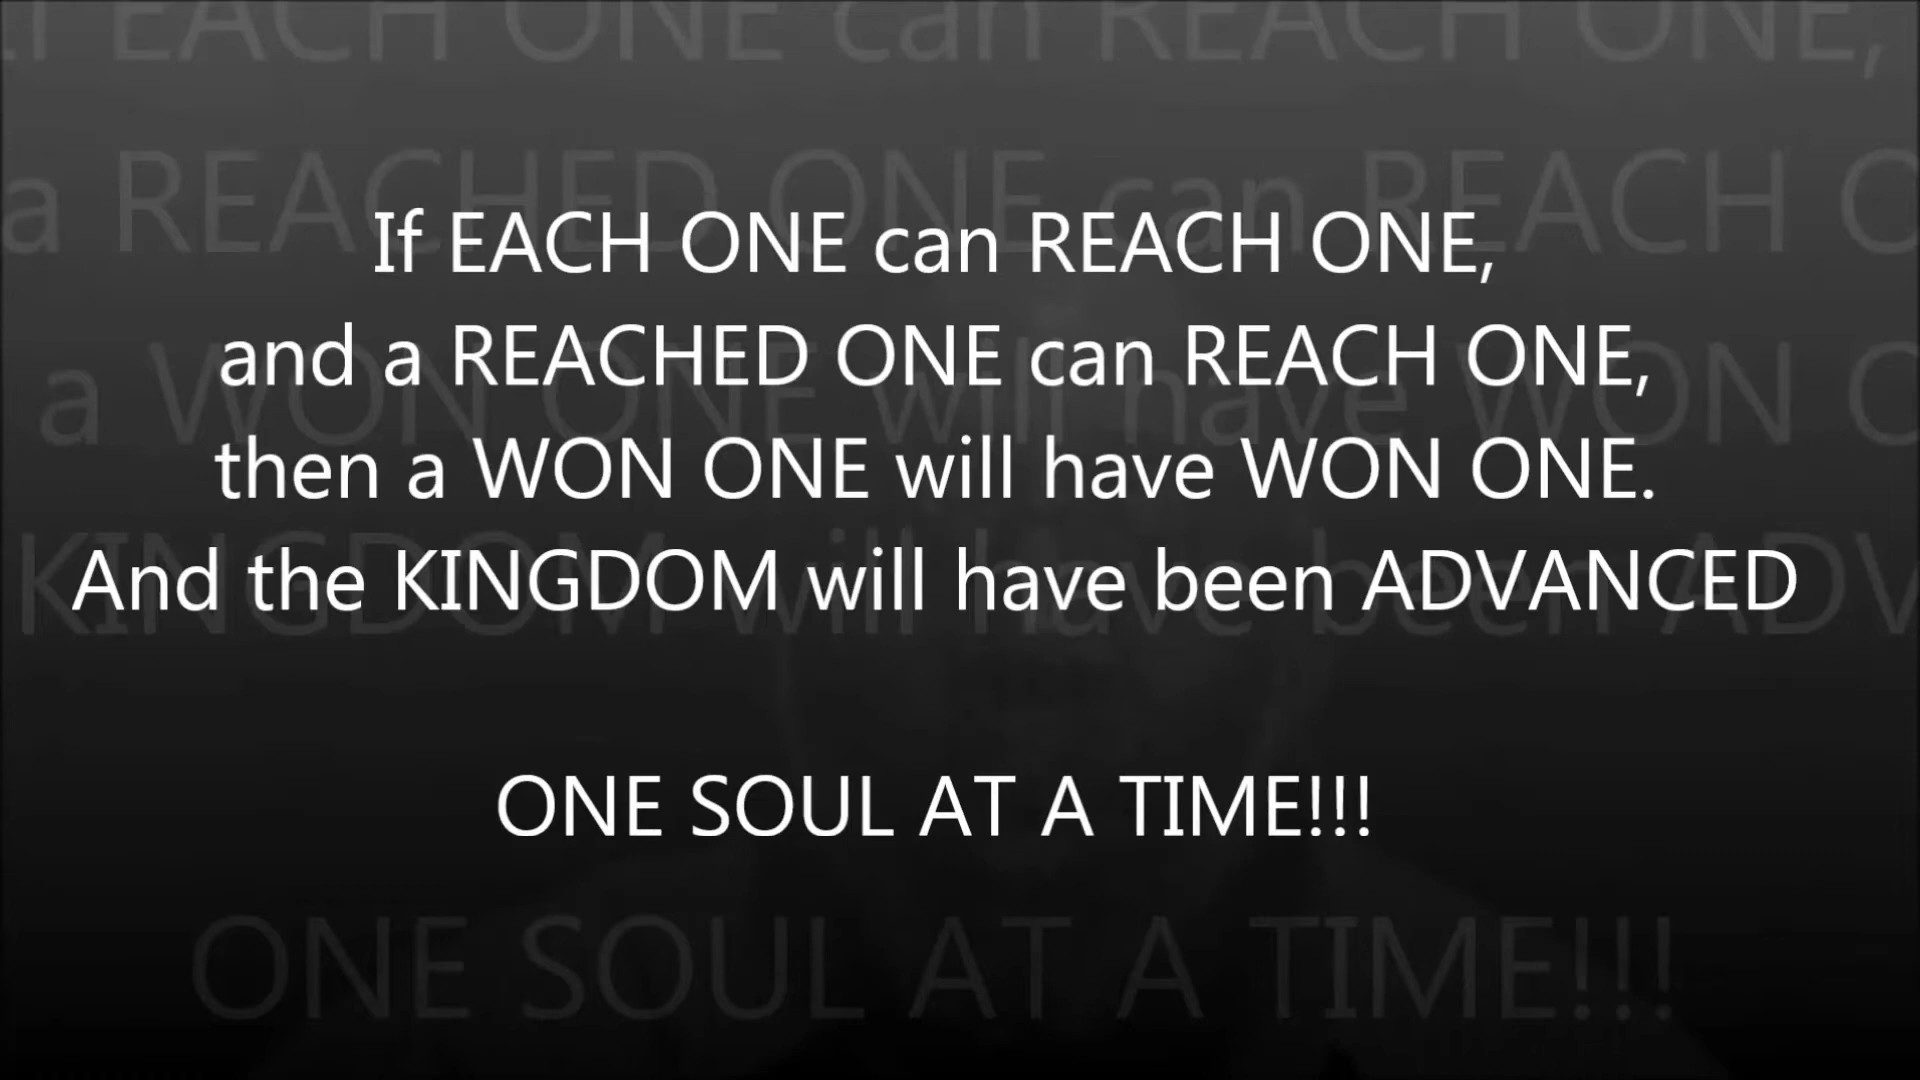 If EACH ONE can REACH ONE,
and a REACHED ONE can REACH ONE,
then a WON ONE will have WON ONE.
And the KINGDOM will have been ADVANCED
ONE SOUL AT A TIME!!!